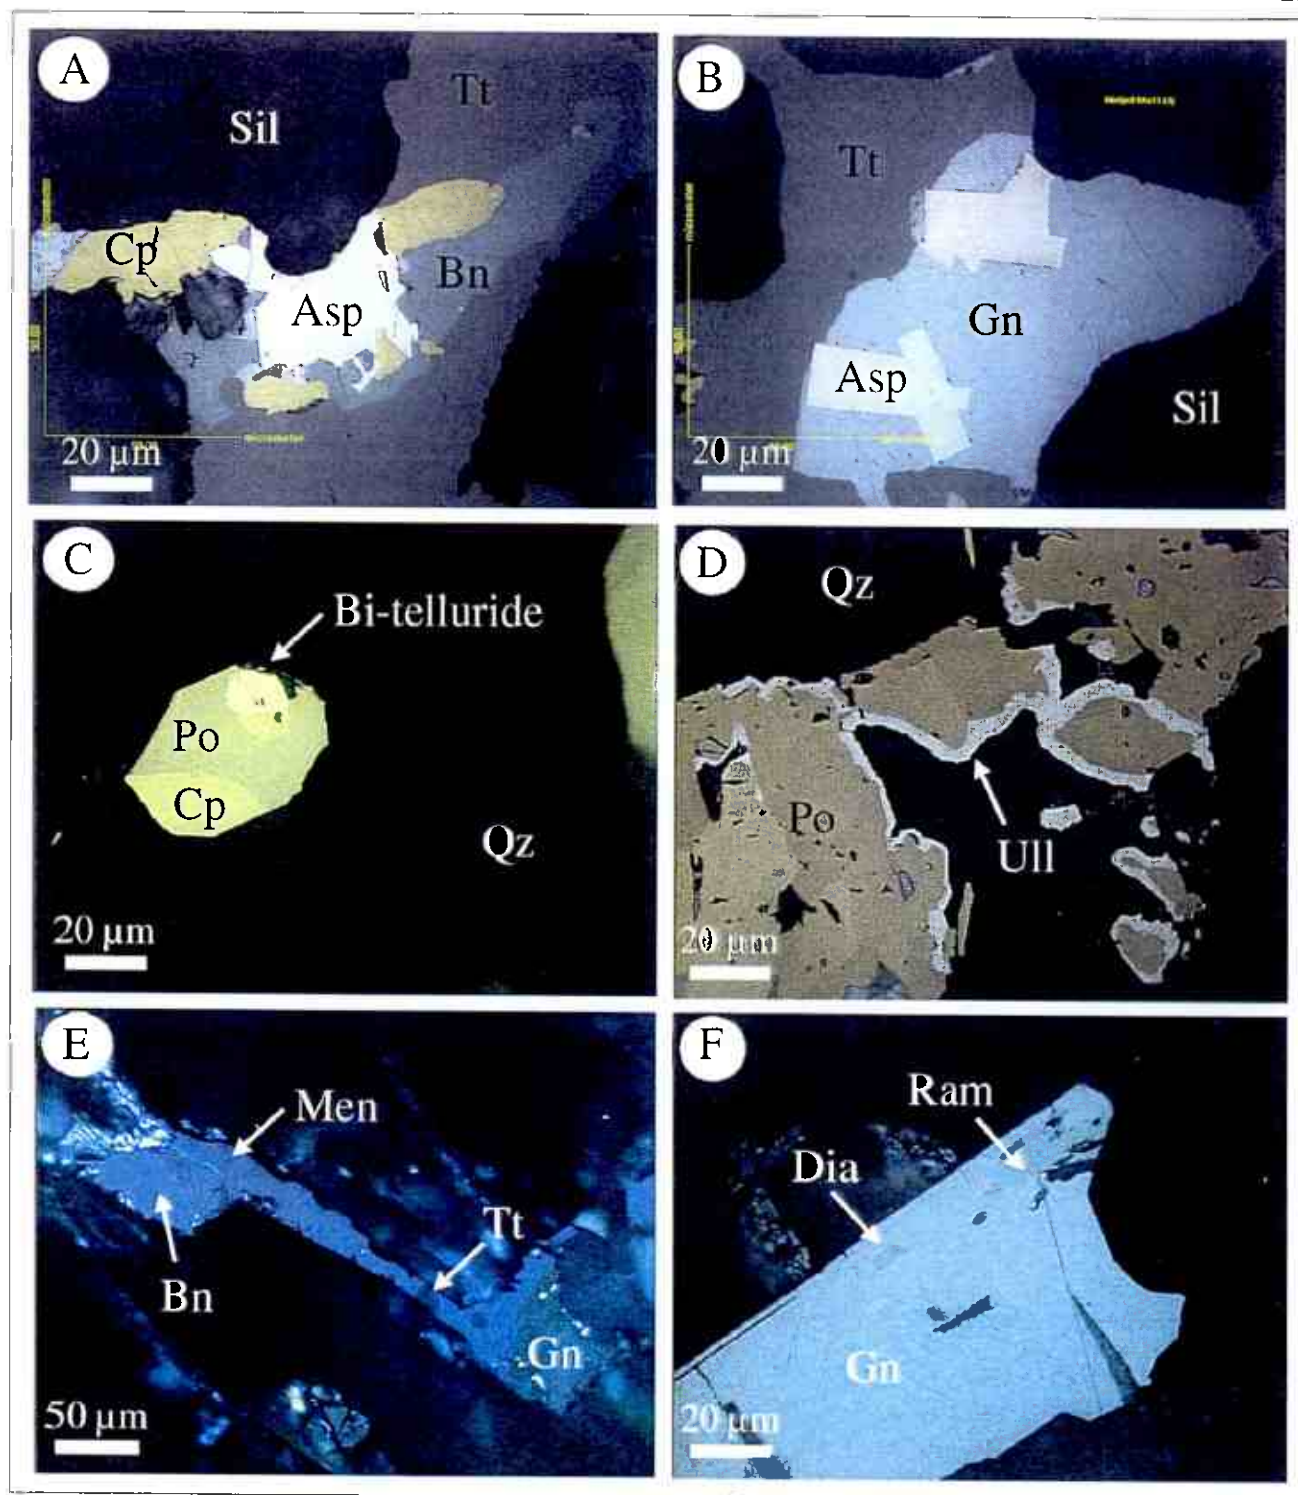 A
Tt
Sil
Cp
Bn
Asp
20 µm
B
Tt
Gn
Asp
Sil
20 µm
C
Bi-telluride
Po
Cp
Qz
20 µm
D
Qz
Po
Ull
20 µm
E
Men
Tt
Bn
Gn
50 µm
F
Ram
Dia
Gn
20 µm